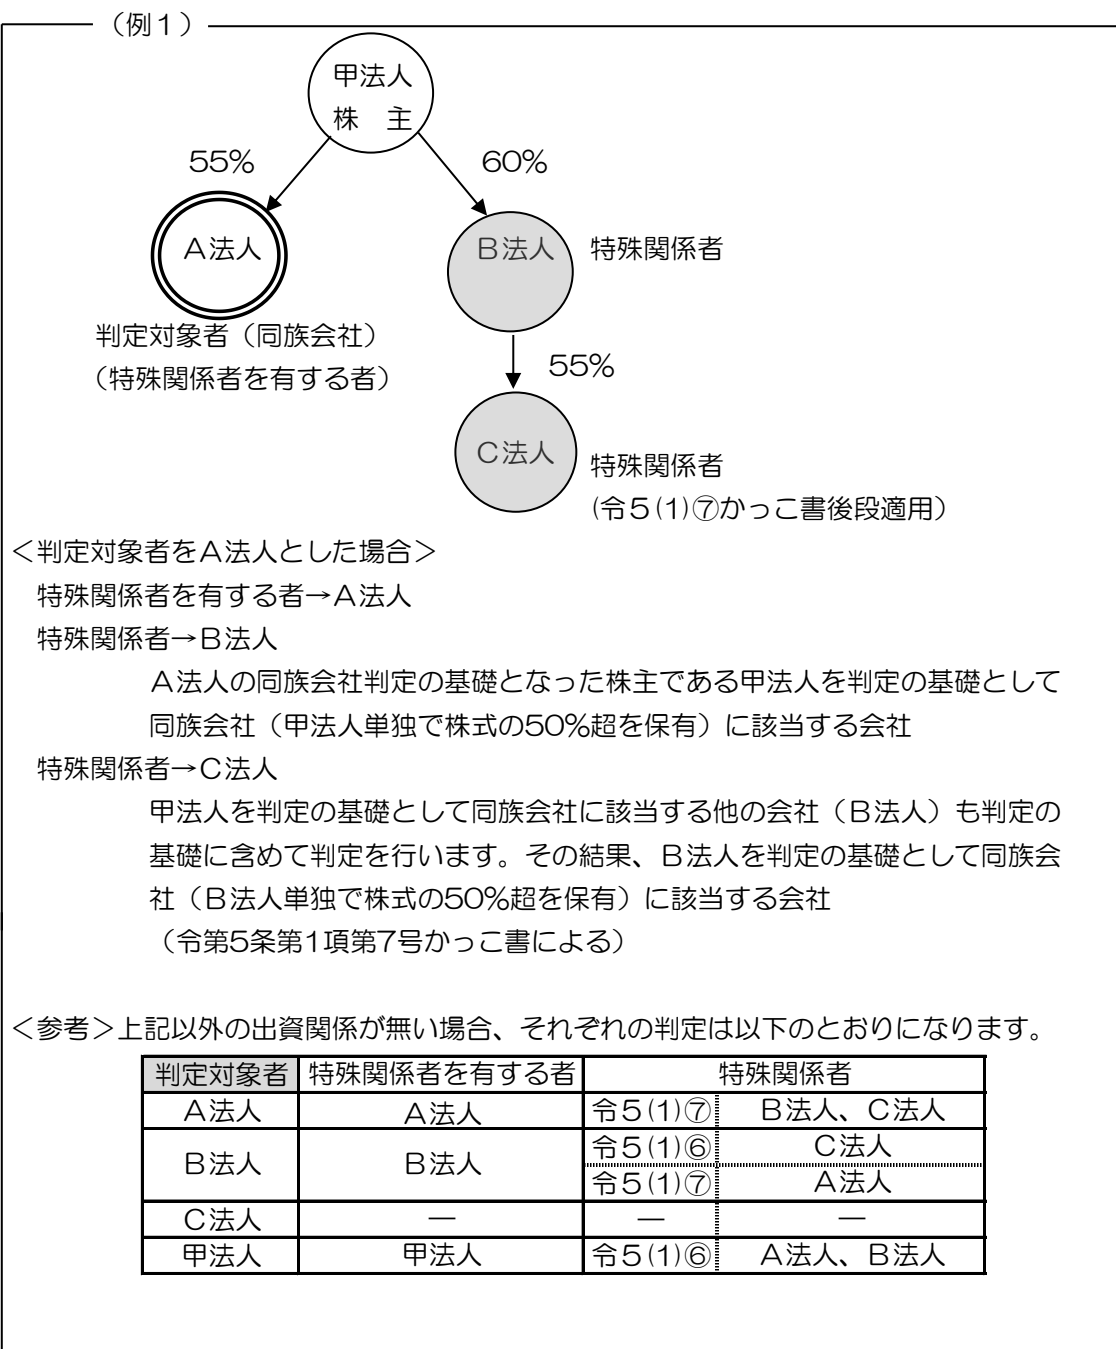 （例１）
甲法人
株　主
55%
60%
Ａ法人
Ｂ法人
特殊関係者
判定対象者（同族会社）
（特殊関係者を有する者）
55%
Ｃ法人
特殊関係者
(令５(1)⑦かっこ書後段適用）
＜判定対象者をＡ法人とした場合＞
特殊関係者を有する者→Ａ法人
特殊関係者→Ｂ法人
Ａ法人の同族会社判定の基礎となった株主である甲法人を判定の基礎として
同族会社（甲法人単独で株式の50%超を保有）に該当する会社
特殊関係者→Ｃ法人
甲法人を判定の基礎として同族会社に該当する他の会社（Ｂ法人）も判定の
基礎に含めて判定を行います。その結果、Ｂ法人を判定の基礎として同族会
社（Ｂ法人単独で株式の50%超を保有）に該当する会社
（令第5条第1項第7号かっこ書による）
＜参考＞上記以外の出資関係が無い場合、それぞれの判定は以下のとおりになります。
判定対象者 特殊関係者を有する者 特殊関係者
Ａ法人 Ａ法人 令５(1)⑦ Ｂ法人、Ｃ法人
Ｂ法人 Ｂ法人 令５(1)⑥ Ｃ法人
令５(1)⑦ Ａ法人
Ｃ法人 ― ― ―
甲法人 甲法人 令５(1)⑥ Ａ法人、Ｂ法人